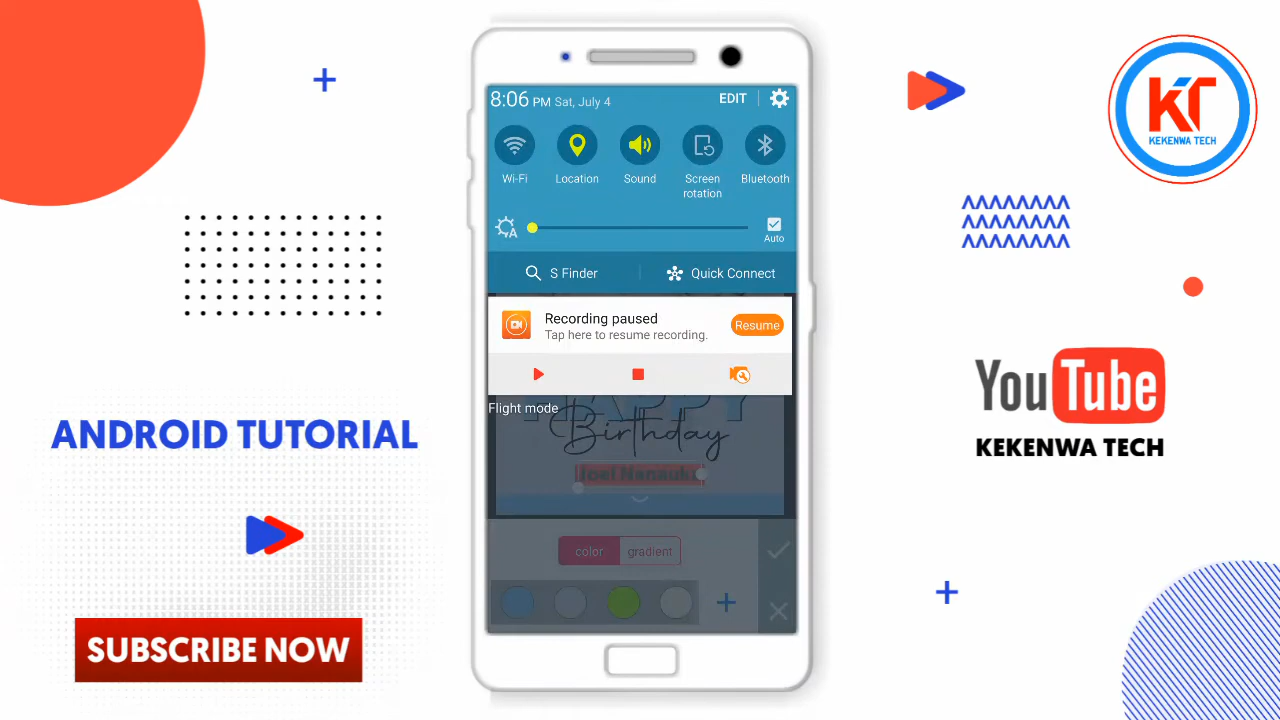 8:06 PM Sat, July 4
EDIT
Wi-Fi
Location
Sound
Screen
rotation
Bluetooth
A
Auto
S Finder
Quick Connect
Recording paused
Tap here to resume recording.
Resume
Flight mode
HAPPY
Birthday
color
gradient
ANDROID TUTORIAL
SUBSCRIBE NOW
KT
KEKENWA TECH
YouTube
KEKENWA TECH